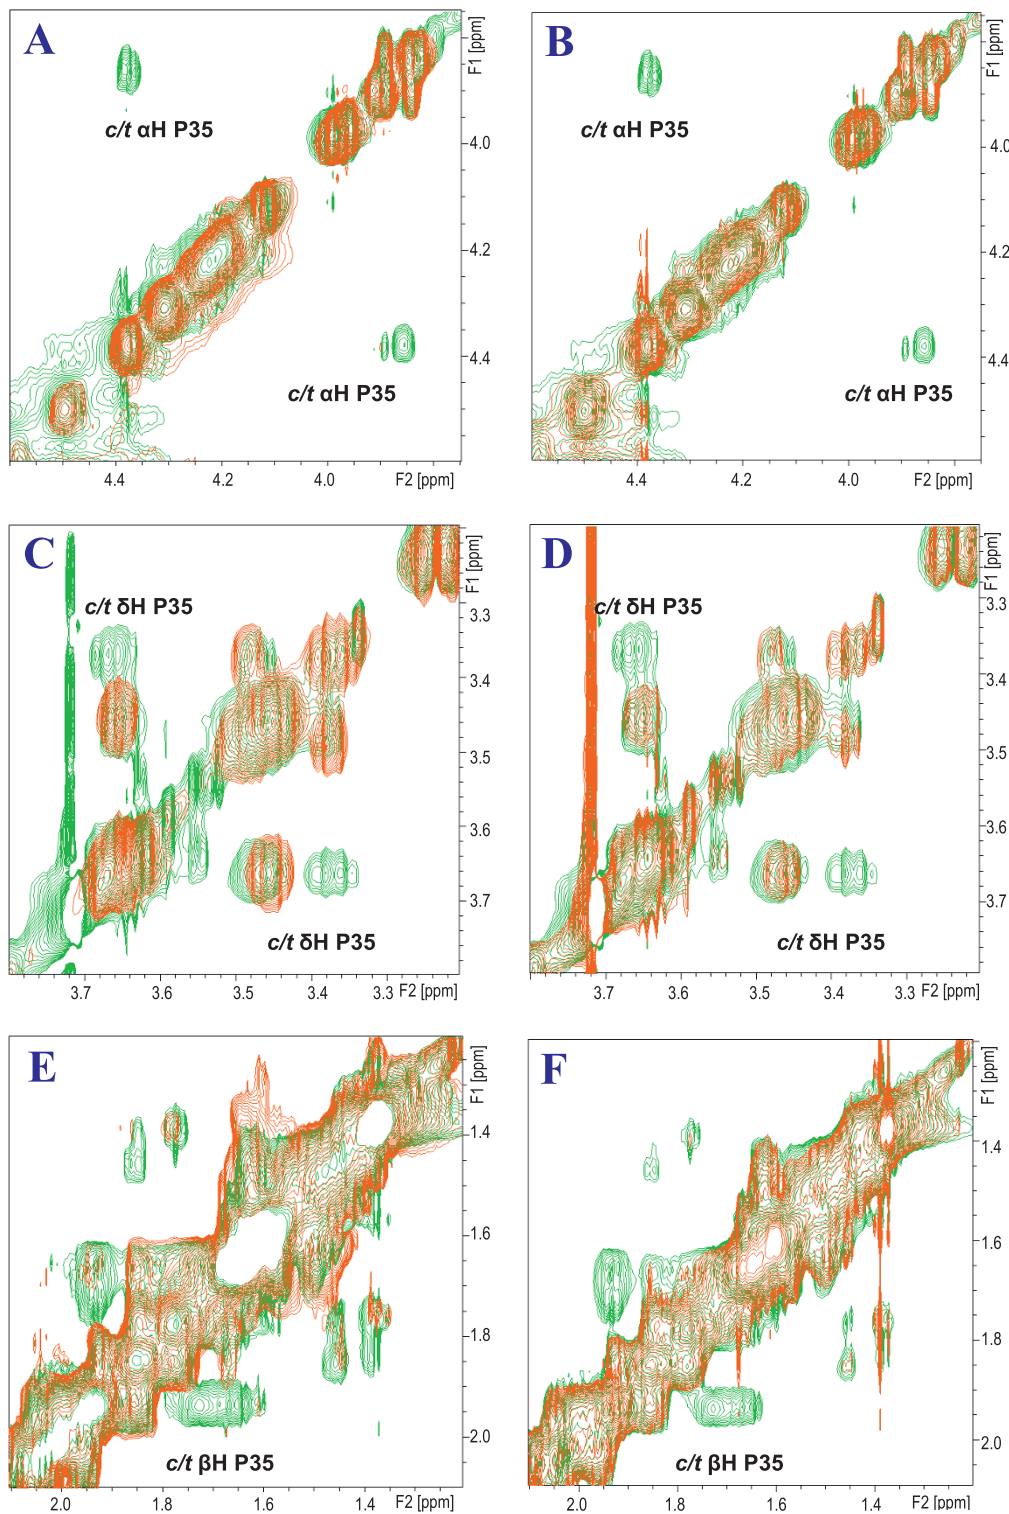 A
F1 [ppm]
c/t αH P35
4.0
4.2
4.4
c/t αH P35
4.4
4.2
4.0
F2 [ppm]
B
F1 [ppm]
c/t αH P35
4.0
4.2
4.4
c/t αH P35
4.4
4.2
4.0
F2 [ppm]
C
F1 [ppm]
c/t δH P35
3.3
3.4
3.5
3.6
3.7
c/t δH P35
3.7
3.6
3.5
3.4
3.3
F2 [ppm]
D
F1 [ppm]
c/t δH P35
3.3
3.4
3.5
3.6
3.7
c/t δH P35
3.7
3.6
3.5
3.4
3.3
F2 [ppm]
E
F1 [ppm]
1.4
1.6
1.8
2.0
c/t βH P35
2.0
1.8
1.6
1.4
F2 [ppm]
F
F1 [ppm]
1.4
1.6
1.8
2.0
c/t βH P35
2.0
1.8
1.6
1.4
F2 [ppm]